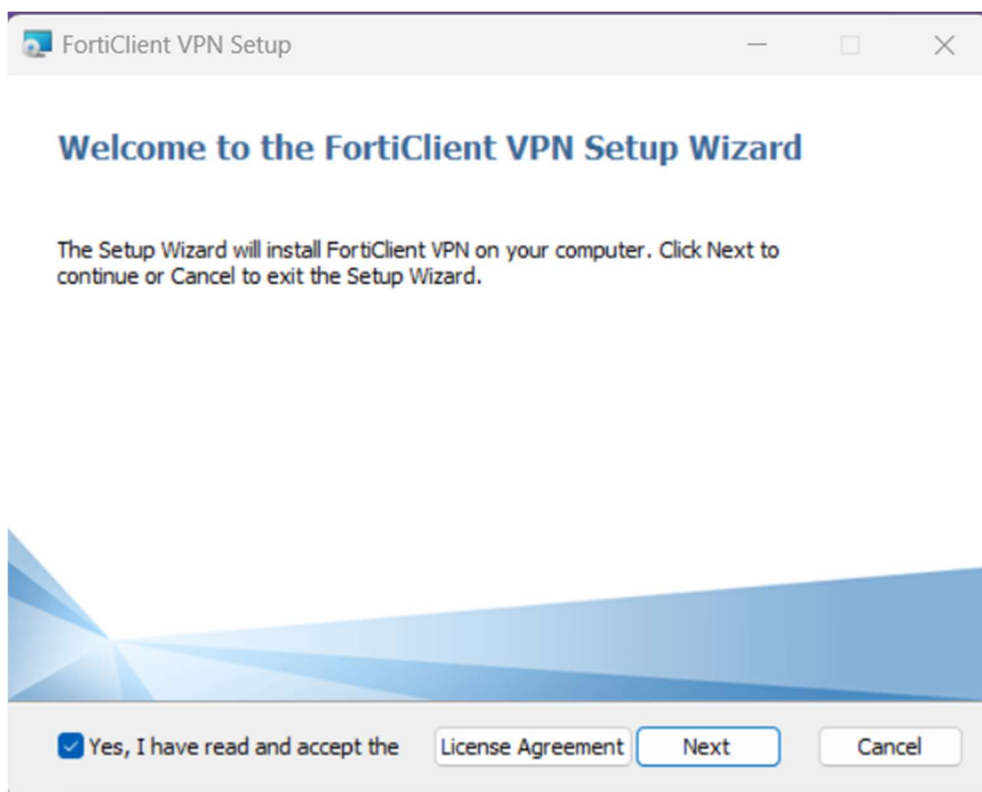 FortiClient VPN Setup
Welcome to the FortiClient VPN Setup Wizard
The Setup Wizard will install FortiClient VPN on your computer. Click Next to
continue or Cancel to exit the Setup Wizard.
Yes, I have read and accept the License Agreement Next Cancel